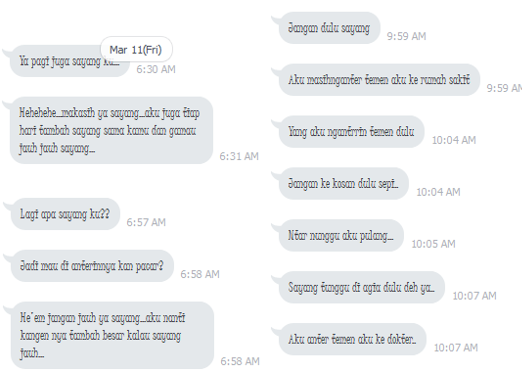 Mar 11(Fri)
Ya pagi juga sayang ku...
6:30 AM
Hehehehe...makasih ya sayang...aku juga tiap
hari tambah sayang sama kamu dan gamau
jauh jauh sayang...
6:31 AM
Lagi apa sayang ku??
6:57 AM
Jadi mau di anterinnya kan pacar?
6:58 AM
He'em jangan jauh ya sayang...aku nanti
kangen nya tambah besar kalau sayang
jauh...
6:58 AM
Jangan dulu sayang
9:59 AM
Aku masihnganter temen aku ke rumah sakit
9:59 AM
Yang aku nganterrin temen dulu
10:04 AM
Jangan ke kosan dulu sepi..
10:04 AM
Ntar nunggu aku pulang...
10:05 AM
Sayang tunggu di agia dulu deh ya..
10:07 AM
Aku anter temen aku ke dokter..
10:07 AM